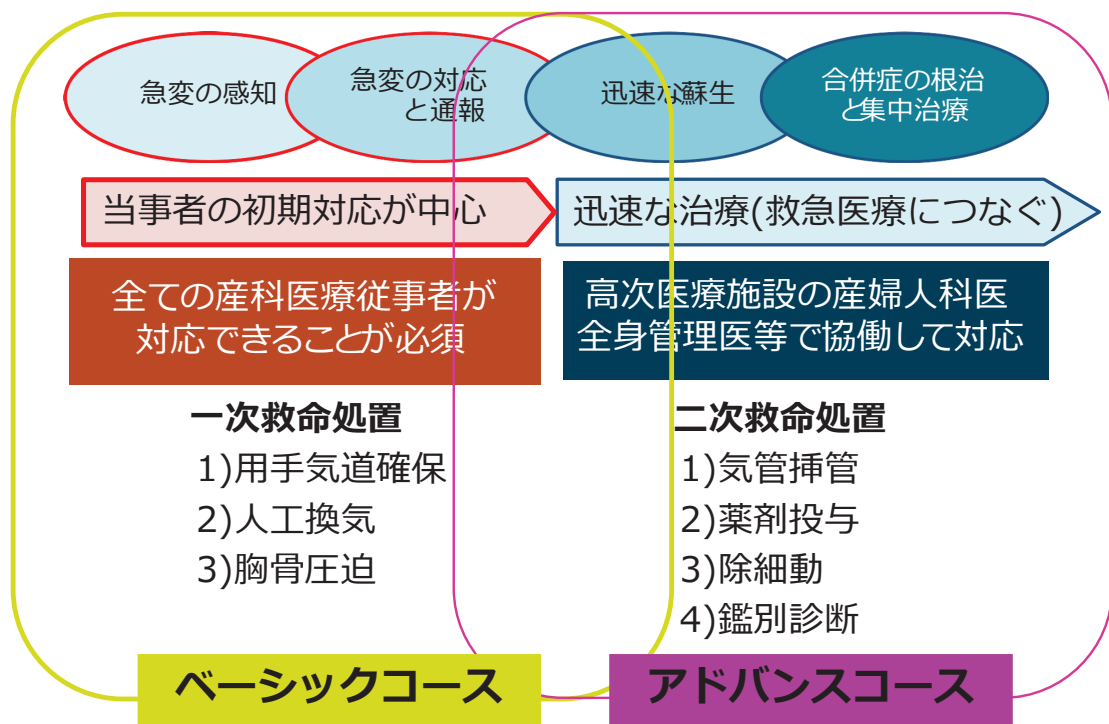 急変の感知
急変の対応
と通報
迅速な蘇生
合併症の根治
と集中治療
当事者の初期対応が中心
迅速な治療(救急医療につなぐ)
全ての産科医療従事者が
対応できることが必須
高次医療施設の産婦人科医
全身管理医等で協働して対応
一次救命処置
1)用手気道確保
2)人工換気
3)胸骨圧迫
二次救命処置
1)気管挿管
2)薬剤投与
3)除細動
4)鑑別診断
ベーシックコース
アドバンスコース